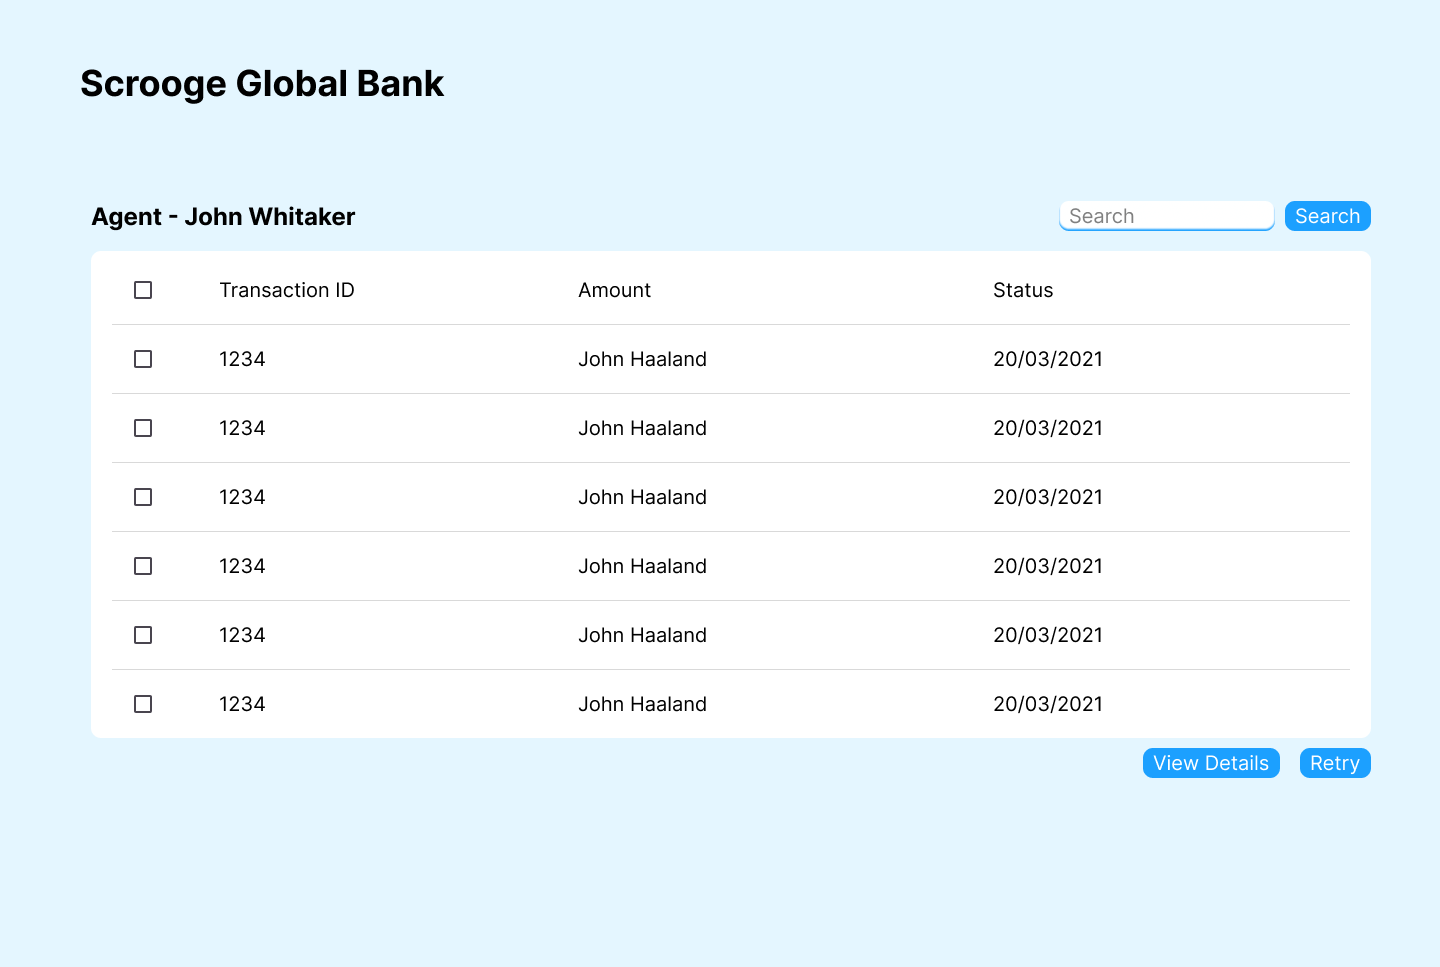 Scrooge Global Bank
Agent - John Whitaker
Search Search
Transaction ID Amount Status
1234 John Haaland 20/03/2021
1234 John Haaland 20/03/2021
1234 John Haaland 20/03/2021
1234 John Haaland 20/03/2021
1234 John Haaland 20/03/2021
1234 John Haaland 20/03/2021
View Details Retry